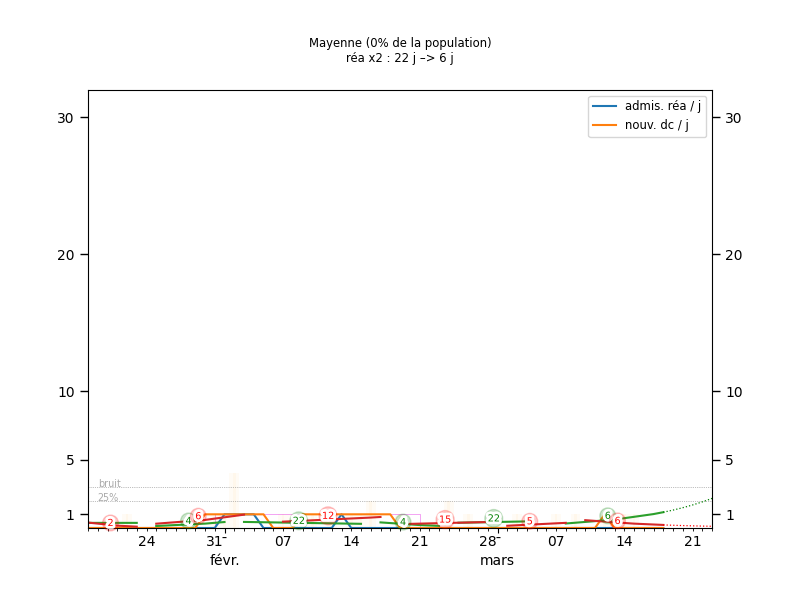 Mayenne (0% de la population)
réa x2 : 22 j –> 6 j
admis. réa / j
nouv. dc / j
30 30
20 20
10 10
5 5
bruit
25%
1 1
2 4 6 22 12 4 15 22 5 6 6
24 31 07 14 21 28 07 14 21
févr. mars